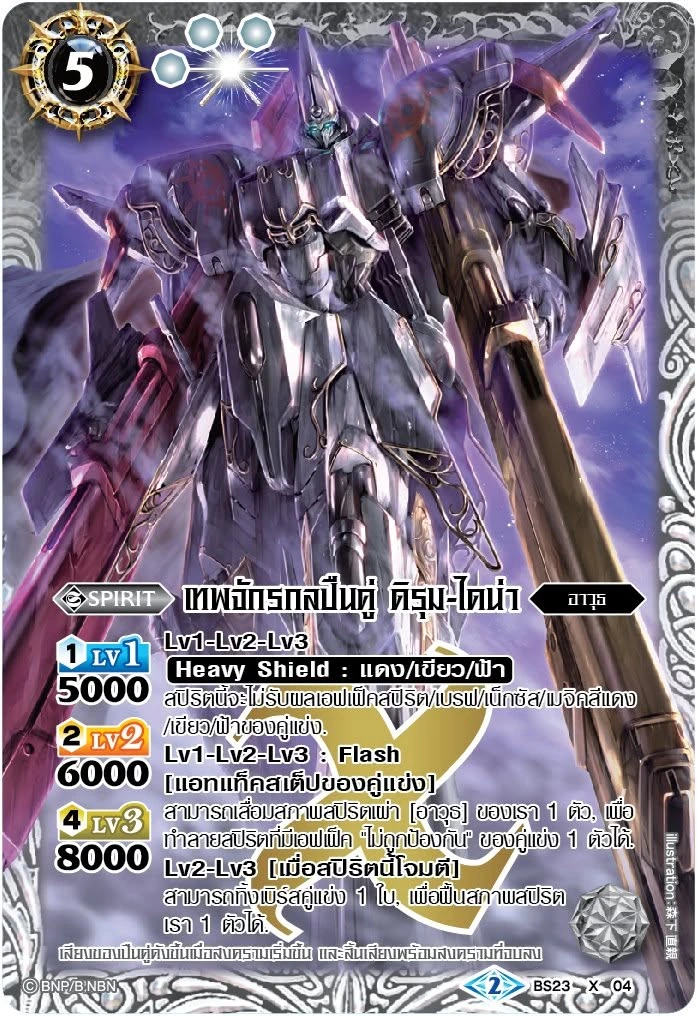 5
SPIRIT เทพจักรกลปืนคู่ ดิรุม-ไดน่า อาวุธ
1 LV1
5000
2 LV2
6000
4 LV3
8000
Lv1-Lv2-Lv3
Heavy Shield : แดง/เขียว/ฟ้า
สปิริตนี้จะไม่รับผลเอฟเฟ็คสปิริต/เบรฟ/เน็กซัส/เมจิคสีแดง
/เขียว/ฟ้าของคู่แข่ง.
Lv1-Lv2-Lv3 : Flash
[แอทแท็คสเต็ปของคู่แข่ง]
สามารถเลื่อมสภาพสปิริตเผ่า [อาวุธ] ของเรา 1 ตัว, เพื่อ
ทำลายสปิริตที่มีเอฟเฟ็ค "ไม่ถูกป้องกัน" ของคู่แข่ง 1 ตัวได้.
Lv2-Lv3 [เมื่อสปิริตนี้โจมตี]
สามารถทิ้งเบิร์สคู่แข่ง 1 ใบ, เพื่อฟื้นสภาพสปิริต
เรา 1 ตัวได้.
เสียงของปืนคู่ดังขึ้นเมื่อสงครามเริ่มขึ้น และสิ้นเสียงพร้อมสงครามที่จบลง
illustration: 森下 直親
©BNP/B,NBN
2
BS23 X 04